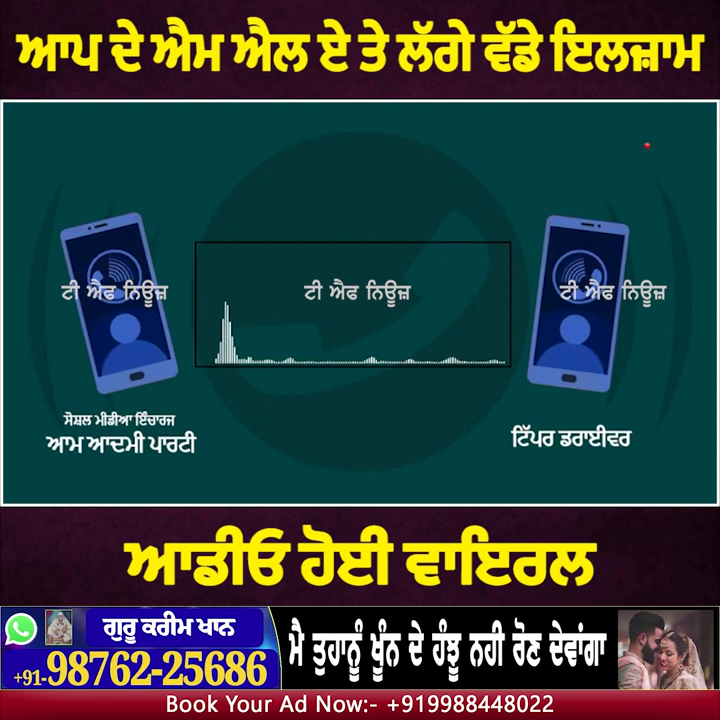 ਆਪ ਦੇ ਐਮ ਐਲ ਏ ਤੇ ਲੱਗੇ ਵੱਡੇ ਇਲਜ਼ਾਮ
ਟੀ ਐਫ ਨਿਊਜ਼
ਟੀ ਐਫ ਨਿਊਜ਼
ਟੀ ਐਫ ਨਿਊਜ਼
ਸੋਸ਼ਲ ਮੀਡੀਆ ਇੰਚਾਰਜ
ਆਮ ਆਦਮੀ ਪਾਰਟੀ
ਟਿੱਪਰ ਡਰਾਈਵਰ
ਆਡੀਓ ਹੋਈ ਵਾਇਰਲ
ਗੁਰੂ ਕਰੀਮ ਖਾਨ
+91-98762-25686
ਮੈ ਤੁਹਾਨੂੰ ਖੂੰਨ ਦੇ ਹੰਝੂ ਨਹੀ ਰੋਣ ਦੇਵਾਂਗਾ
Book Your Ad Now:- +919988448022